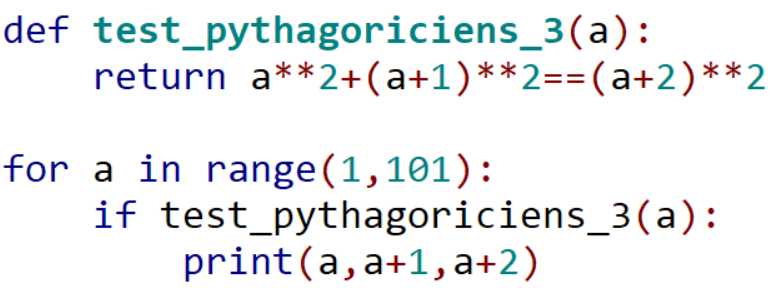 def test_pythagoriciens_3(a):
    return a**2+(a+1)**2==(a+2)**2

for a in range(1,101):
    if test_pythagoriciens_3(a):
        print(a,a+1,a+2)